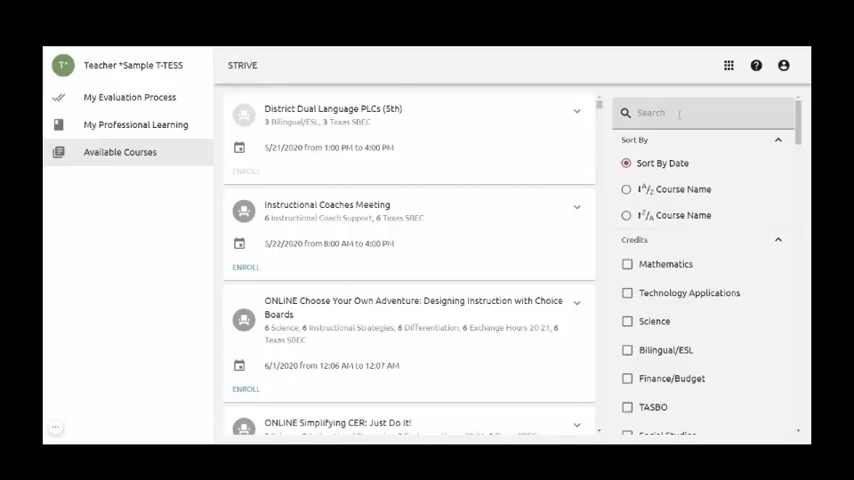 T*
Teacher *Sample T-TESS
My Evaluation Process
My Professional Learning
Available Courses
STRIVE
District Dual Language PLCs (5th)
3 Bilingual/ESL, 3 Texas SBEC
5/21/2020 from 1:00 PM to 4:00 PM
ENROLL
Instructional Coaches Meeting
6 Instructional Coach Support, 6 Texas SBEC
5/22/2020 from 8:00 AM to 4:00 PM
ENROLL
ONLINE Choose Your Own Adventure: Designing Instruction with Choice
Boards
6 Science, 6 Instructional Strategies, 6 Differentiation, 6 Exchange Hours 20-21, 6
Texas SBEC
6/1/2020 from 12:06 AM to 12:07 AM
ENROLL
ONLINE Simplifying CER: Just Do It!
Search
Sort By
Sort By Date
A/Z Course Name
Z/A Course Name
Credits
Mathematics
Technology Applications
Science
Bilingual/ESL
Finance/Budget
TASBO
Social Studies